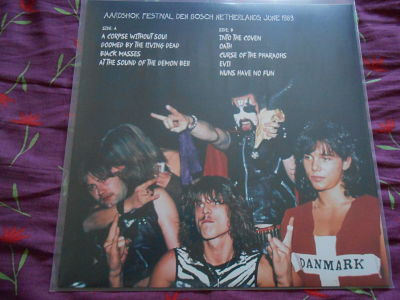 AARDSHOK FESTIVAL, DEN BOSCH NETHERLANDS, JUNE 1983
SIDE A
A CORPSE WITHOUT SOUL
DOOMED BY THE LIVING DEAD
BLACK MASSES
AT THE SOUND OF THE DEMON BELL
SIDE B
INTO THE COVEN
OATH
CURSE OF THE PHARAOHS
EVIL
NUNS HAVE NO FUN
DANMARK